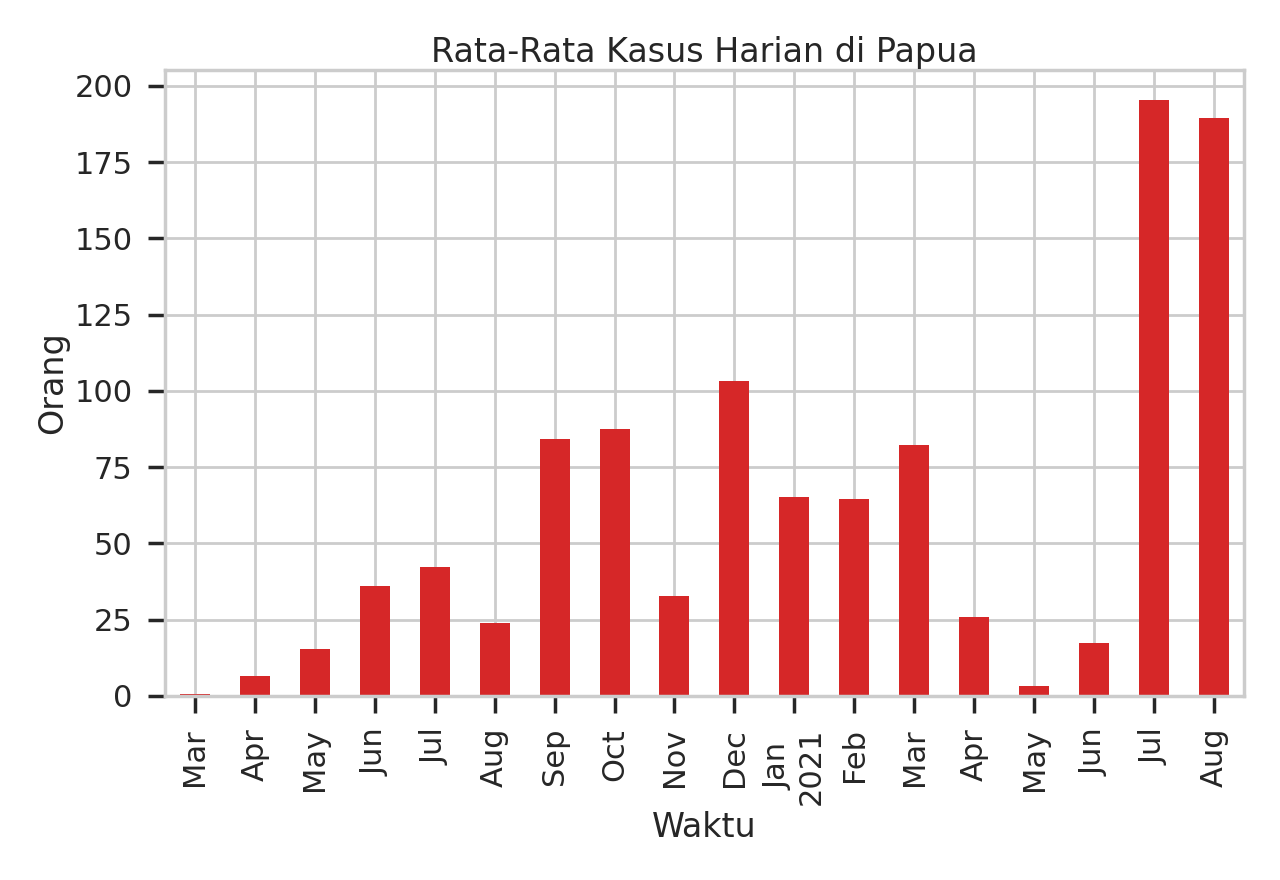 Rata-Rata Kasus Harian di Papua
Orang
200
175
150
125
100
75
50
25
0
Mar
Apr
May
Jun
Jul
Aug
Sep
Oct
Nov
Dec
Jan
2021
Feb
Mar
Apr
May
Jun
Jul
Aug
Waktu